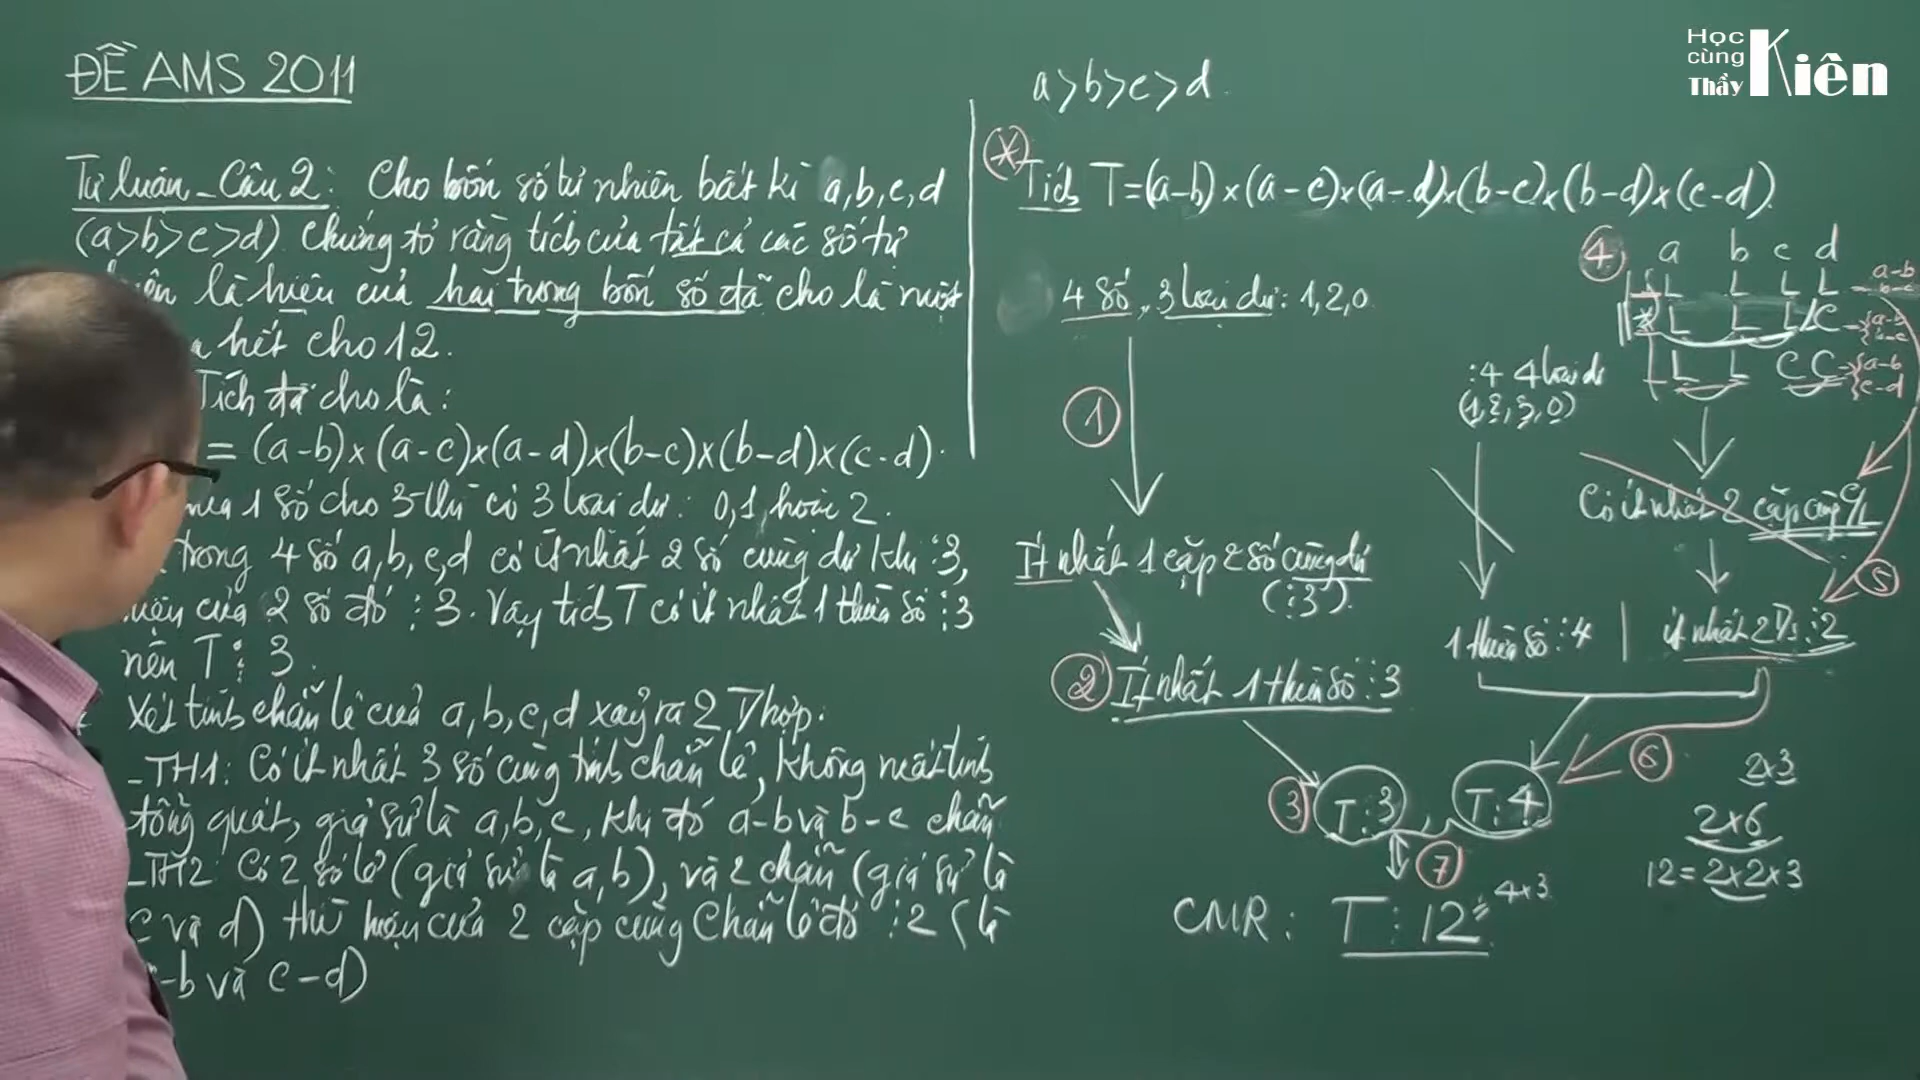 Học
cùng
Thầy Kiên
ĐỀ AMS 2011
Tự luận - Câu 2: Cho bốn số tự nhiên bất kì a, b, c, d
(a>b>c>d). Chứng tỏ rằng tích của tất cả các số tự
là hiệu của hai trong bốn số đã cho là một
hết cho 12.
Tích đã cho là:
= (a-b)x(a-c)x(a-d)x(b-c)x(b-d)x(c-d).
1 số cho 3 thì có 3 loại dư: 0, 1, hoặc 2.
trong 4 số a, b, c, d có ít nhất 2 số cùng dư khi :3,
của 2 số đó ⋮ 3. Vậy tích T có ít nhất 1 thừa số ⋮3
nên T ⋮ 3.
Xét tính chẵn lẻ của a, b, c, d xảy ra 2 T/hợp.
- TH1: Có ít nhất 3 số cùng tính chẵn lẻ, không mất tính
tổng quát, giả sử là a, b, c, khi đó a-b và b-c chẵn
- TH2: Có 2 số lẻ (giả sử là a, b), và 2 chẵn (giả sử là
c và d) thì hiệu của 2 cặp cùng chẵn lẻ đó ⋮2 (là
-b và c-d)
a>b>c>d.
(*) Tích T=(a-b)x(a-c)x(a-d)x(b-c)x(b-d)x(c-d).
4 số, 3 loại dư: 1, 2, 0
1
Ít nhất 1 cặp 2 số cùng dư
(:3).
2 Ít nhất 1 thừa số ⋮3
3 T⋮3, T⋮4
7
CMR: T⋮12
4x3
4 a b c d
L L L L a-b b-c
L L L C a-b b-c
L L C C a-b c-d
:4 4 loại dư
(1, 2, 3, 0)
Có ít nhất 2 cặp cùng C/L
5
1 thừa số ⋮4 | ít nhất 2 T/s ⋮2
6
2x3
2x6
12=2x2x3